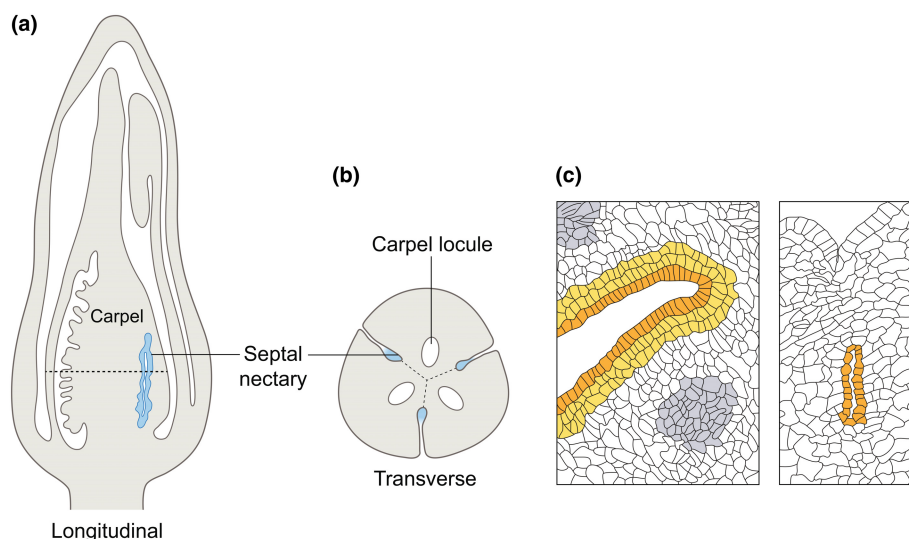 (a)
Carpel
Septal
nectary
Longitudinal
(b)
Carpel locule
Transverse
(c)